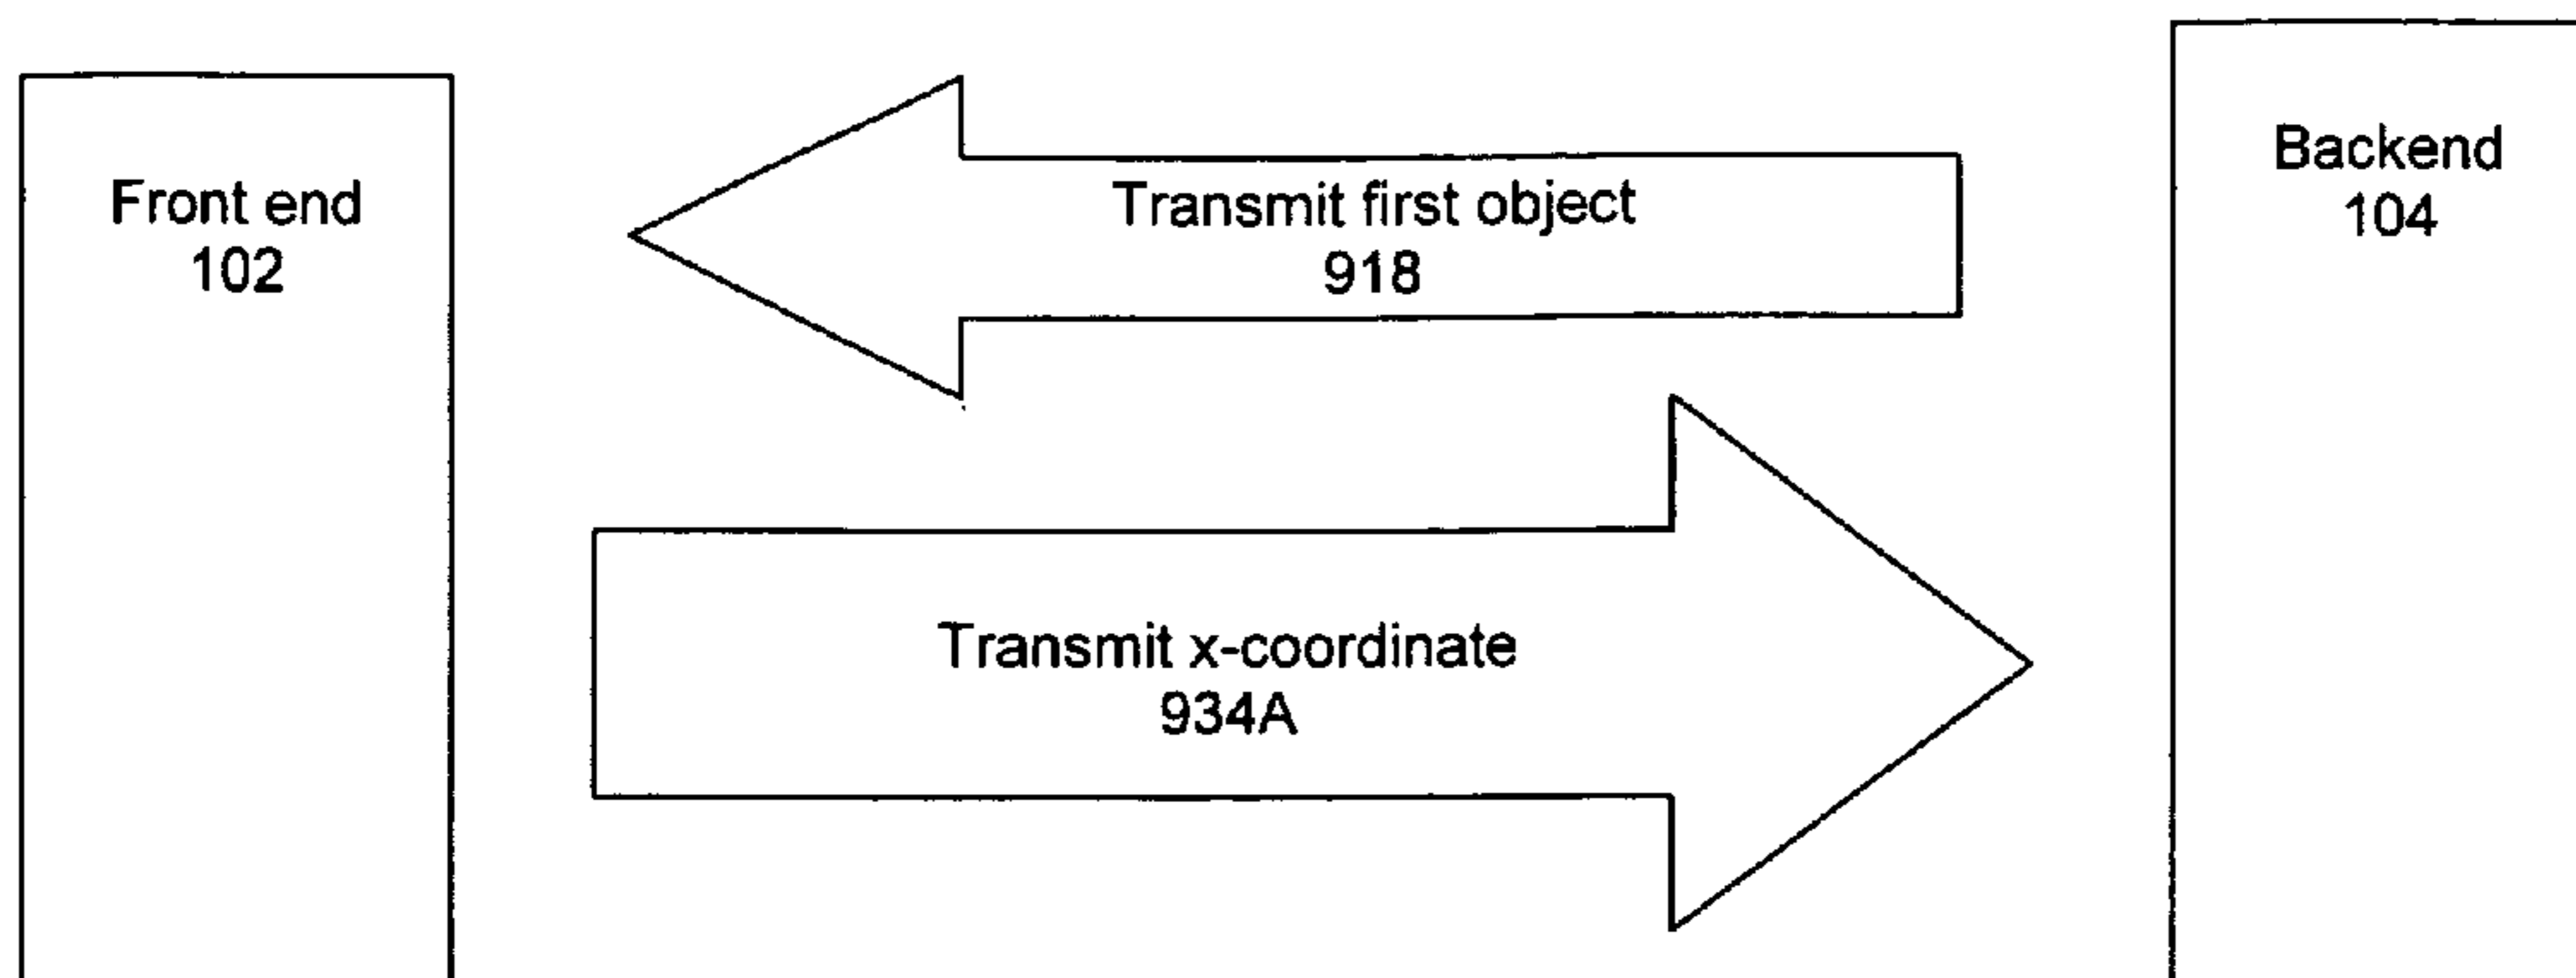 Front end
102
Transmit first object
918
Backend
104
Transmit x-coordinate
934A